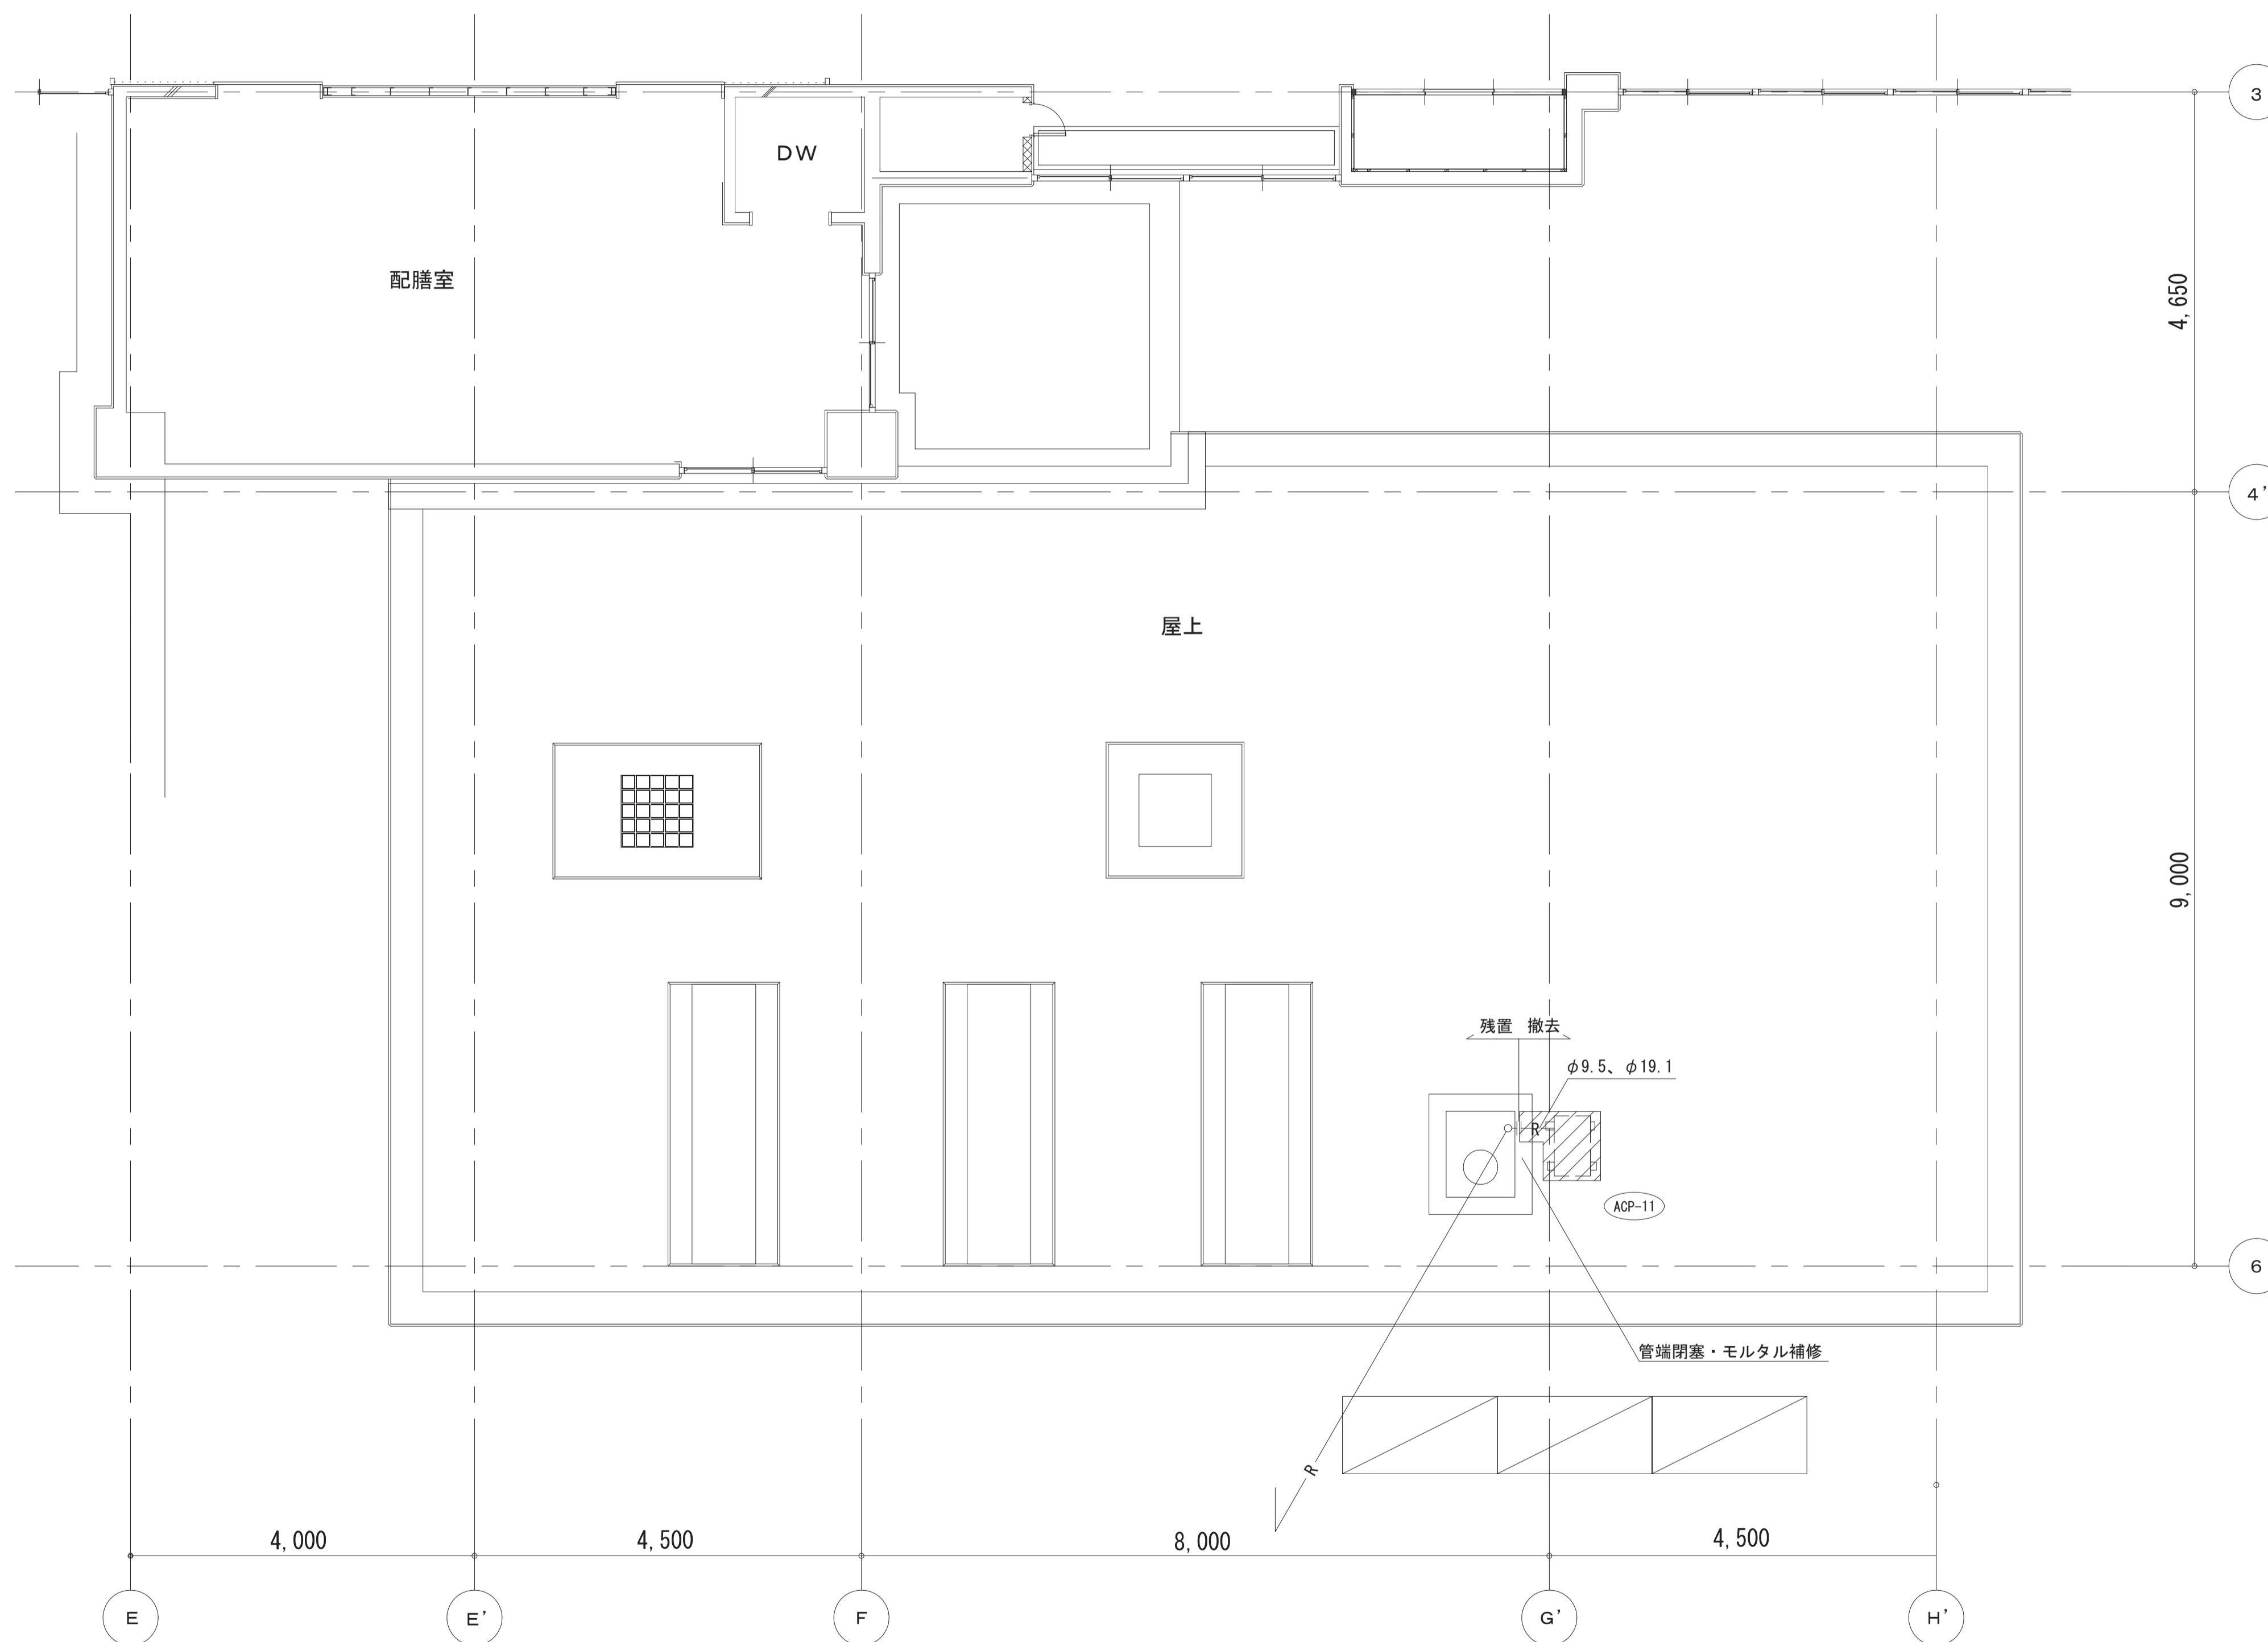 3
DW
配膳室
4,650
4'
屋上
9,000
残置　撤去
φ9.5、φ19.1
R
ACP-11
6
管端閉塞・モルタル補修
R
4,000
4,500
8,000
4,500
E
E'
F
G'
H'